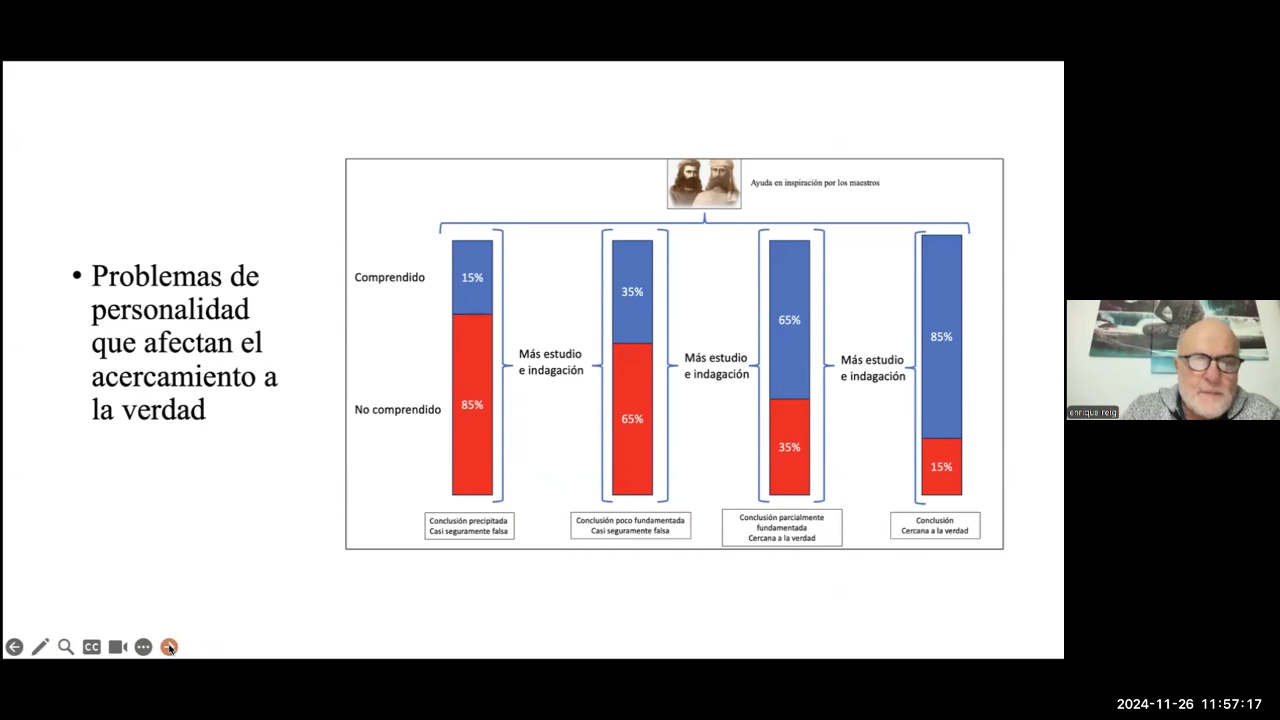 • Problemas de
personalidad
que afectan el
acercamiento a
la verdad
Ayuda en inspiración por los maestros
Comprendido
No comprendido
15%
85%
Más estudio
e indagación
35%
65%
Más estudio
e indagación
65%
35%
Más estudio
e indagación
85%
15%
Conclusión precipitada
Casi seguramente falsa
Conclusión poco fundamentada
Casi seguramente falsa
Conclusión parcialmente
fundamentada
Cercana a la verdad
Conclusión
Cercana a la verdad
CC
enrique reig
2024-11-26 11:57:17